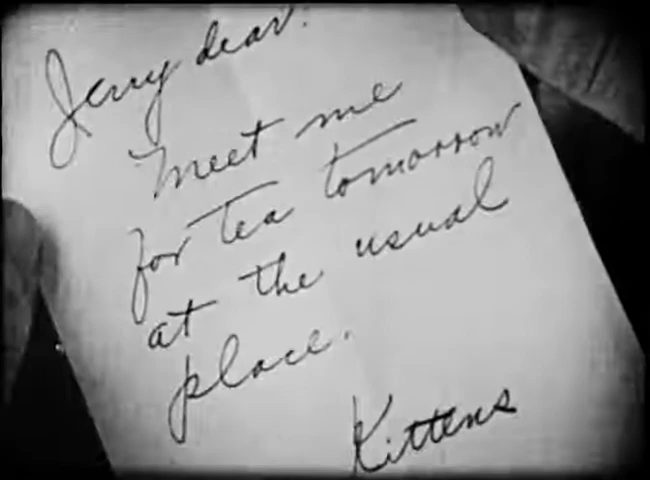 Jerry dear:
Meet me
for tea tomorrow
at the usual
place.
Kittens